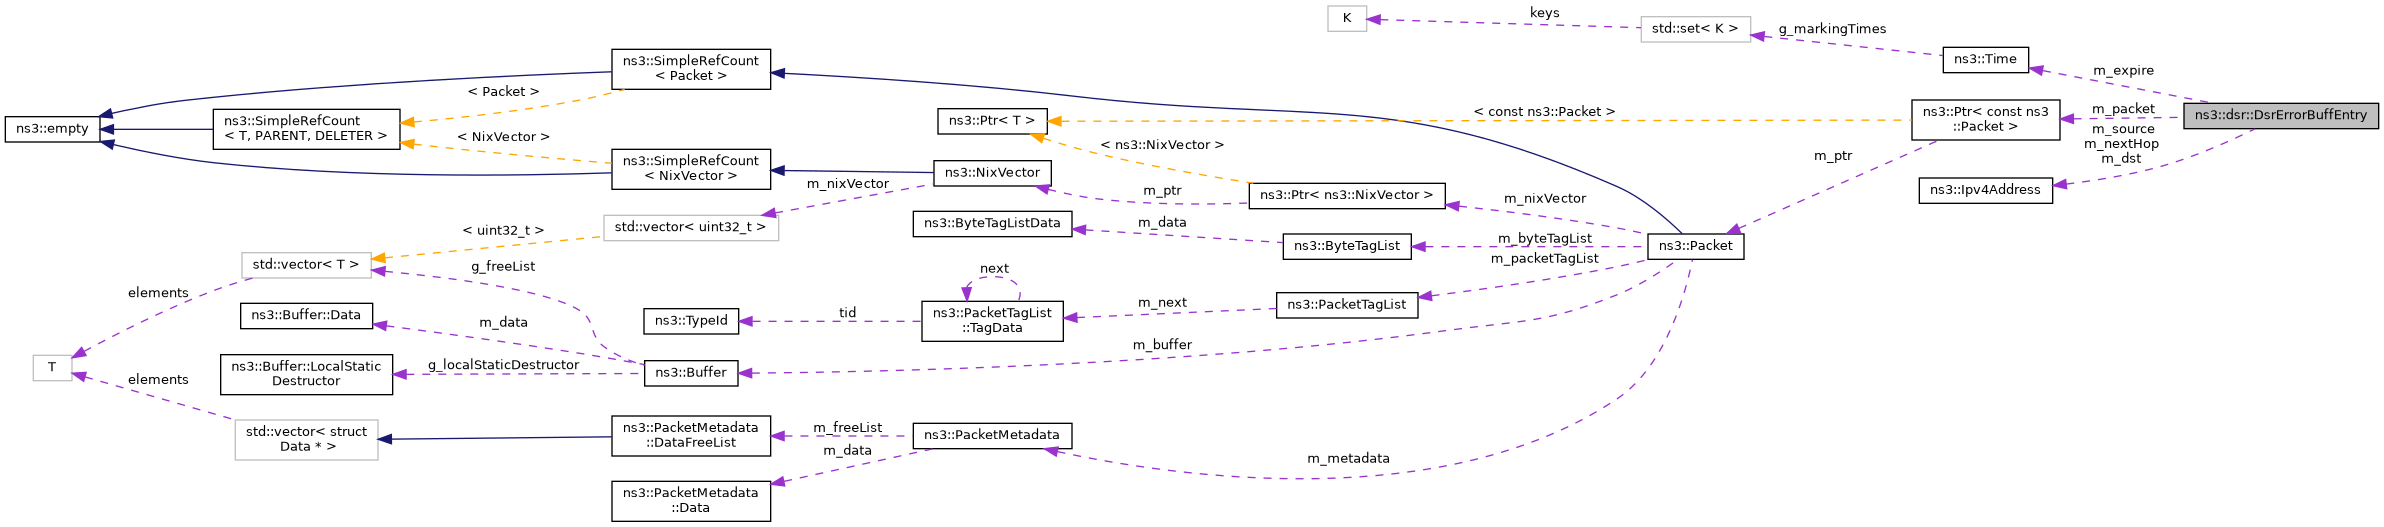 K
keys
std::set< K >
g_markingTimes
ns3::Time
m_expire
ns3::SimpleRefCount
< Packet >
< Packet >
ns3::empty
ns3::SimpleRefCount
< T, PARENT, DELETER >
< NixVector >
ns3::SimpleRefCount
< NixVector >
ns3::Ptr< T >
< const ns3::Packet >
ns3::Ptr< const ns3
::Packet >
m_packet
ns3::dsr::DsrErrorBuffEntry
m_source
m_nextHop
m_dst
< ns3::NixVector >
m_ptr
ns3::NixVector
m_nixVector
m_ptr
ns3::Ptr< ns3::NixVector >
m_nixVector
ns3::Ipv4Address
std::vector< uint32_t >
ns3::ByteTagListData
m_data
ns3::ByteTagList
m_byteTagList
ns3::Packet
< uint32_t >
std::vector< T >
g_freeList
m_packetTagList
next
elements
ns3::Buffer::Data
m_data
ns3::TypeId
tid
ns3::PacketTagList
::TagData
m_next
ns3::PacketTagList
m_buffer
T
ns3::Buffer::LocalStatic
Destructor
g_localStaticDestructor
ns3::Buffer
elements
std::vector< struct
Data * >
ns3::PacketMetadata
::DataFreeList
m_freeList
ns3::PacketMetadata
m_data
m_metadata
ns3::PacketMetadata
::Data